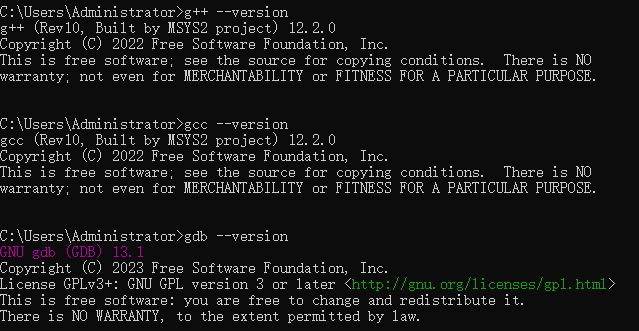 C:\Users\Administrator>g++ --version
g++ (Rev10, Built by MSYS2 project) 12.2.0
Copyright (C) 2022 Free Software Foundation, Inc.
This is free software; see the source for copying conditions.  There is NO
warranty; not even for MERCHANTABILITY or FITNESS FOR A PARTICULAR PURPOSE.
C:\Users\Administrator>gcc --version
gcc (Rev10, Built by MSYS2 project) 12.2.0
Copyright (C) 2022 Free Software Foundation, Inc.
This is free software; see the source for copying conditions.  There is NO
warranty; not even for MERCHANTABILITY or FITNESS FOR A PARTICULAR PURPOSE.
C:\Users\Administrator>gdb --version
GNU gdb (GDB) 13.1
Copyright (C) 2023 Free Software Foundation, Inc.
License GPLv3+: GNU GPL version 3 or later <http://gnu.org/licenses/gpl.html>
This is free software: you are free to change and redistribute it.
There is NO WARRANTY, to the extent permitted by law.